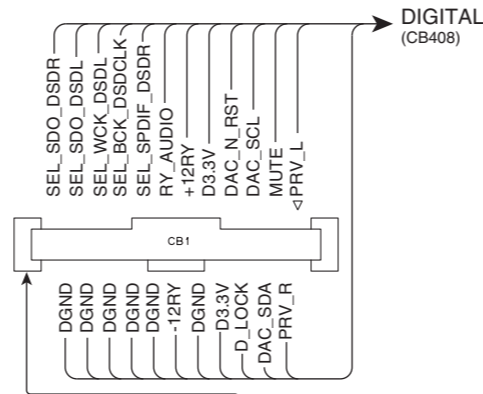 DIGITAL
(CB408)
SEL_SDO_DSDR
SEL_SDO_DSDL
SEL_WCK_DSDL
SEL_BCK_DSDCLK
SEL_SPDIF_DSDR
RY_AUDIO
+12RY
D3.3V
DAC_N_RST
DAC_SCL
MUTE
PRV_L
CB1
DGND
DGND
DGND
DGND
DGND
-12RY
DGND
D3.3V
D_LOCK
DAC_SDA
PRV_R